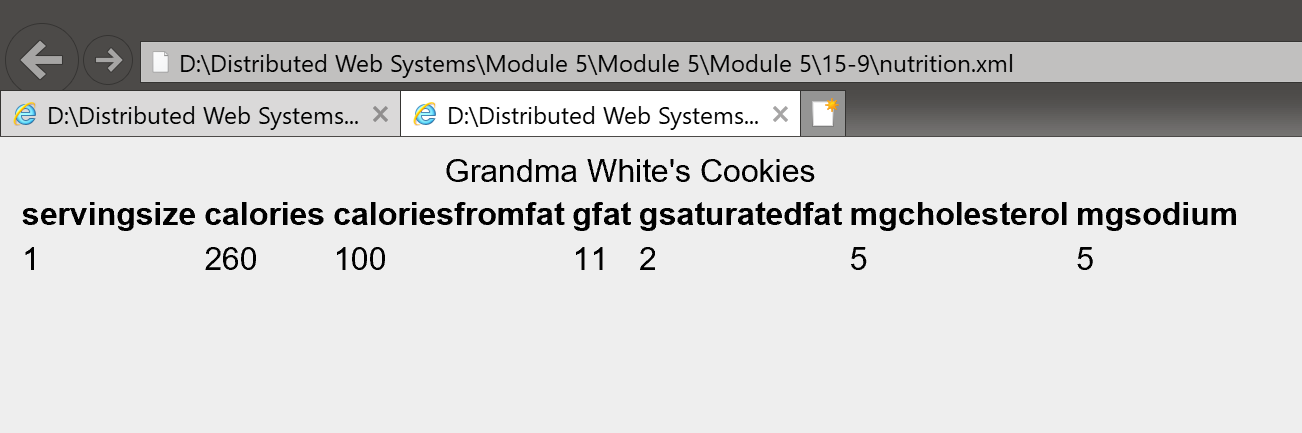 D:\Distributed Web Systems\Module 5\Module 5\Module 5\15-9\nutrition.xml
D:\Distributed Web Systems... D:\Distributed Web Systems...
Grandma White's Cookies
servingsize calories caloriesfromfat gfat gsaturatedfat mgcholesterol mgsodium
1 260 100 11 2 5 5